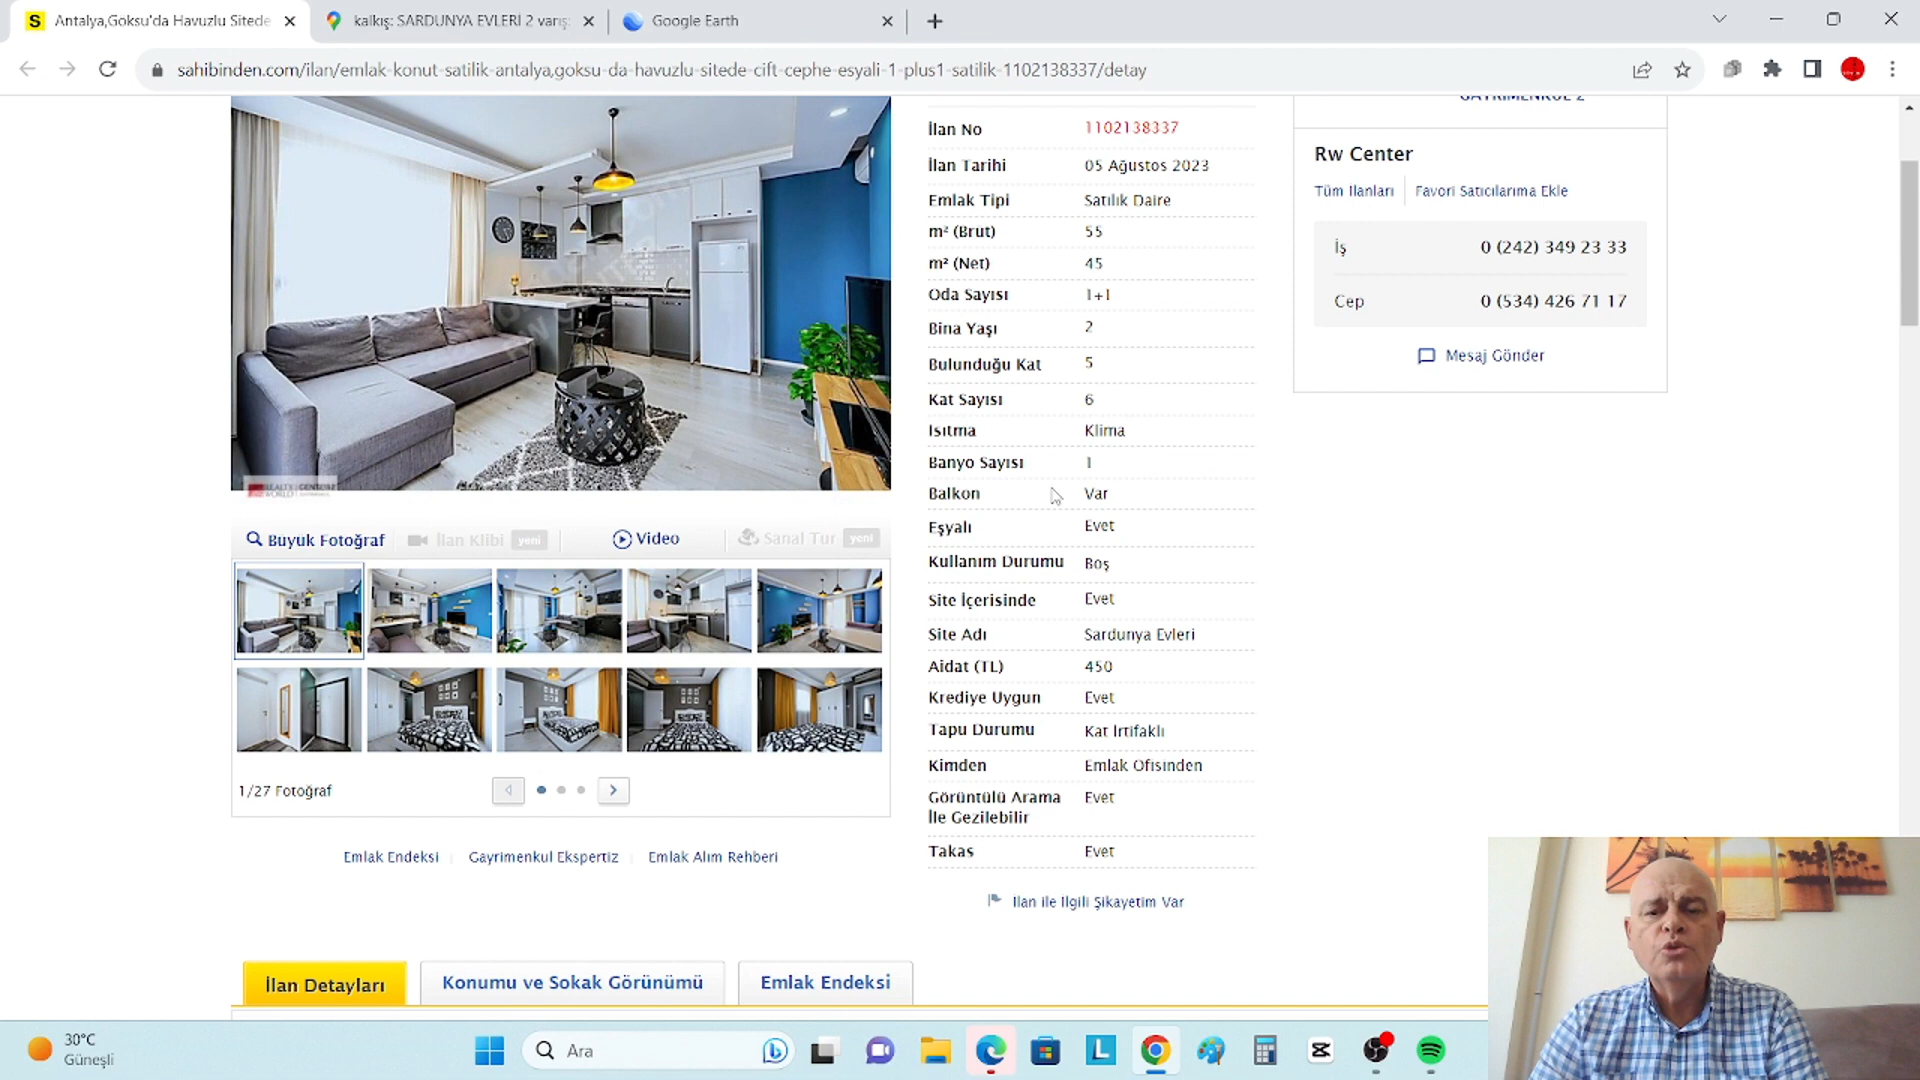 Antalya,Goksu'da Havuzlu Sitede
kalkış: SARDUNYA EVLERİ 2 varış:
Google Earth
sahibinden.com/ilan/emlak-konut-satilik-antalya,goksu-da-havuzlu-sitede-cift-cephe-esyali-1-plus1-satilik-1102138337/detay
İlan No 1102138337
İlan Tarihi 05 Ağustos 2023
Emlak Tipi Satılık Daire
m² (Brüt) 55
m² (Net) 45
Oda Sayısı 1+1
Bina Yaşı 2
Bulunduğu Kat 5
Kat Sayısı 6
Isıtma Klima
Banyo Sayısı 1
Balkon Var
Eşyalı Evet
Kullanım Durumu Boş
Site İçerisinde Evet
Site Adı Sardunya Evleri
Aidat (TL) 450
Krediye Uygun Evet
Tapu Durumu Kat İrtifaklı
Kimden Emlak Ofisinden
Görüntülü Arama Evet
İle Gezilebilir
Takas Evet
İlan ile İlgili Şikayetim Var
Rw Center
Tüm İlanları Favori Satıcılarıma Ekle
İş 0 (242) 349 23 33
Cep 0 (534) 426 71 17
Mesaj Gönder
Büyük Fotoğraf İlan Klibi yeni Video Sanal Tur yeni
1/27 Fotoğraf
Emlak Endeksi Gayrimenkul Ekspertiz Emlak Alım Rehberi
İlan Detayları Konumu ve Sokak Görünümü Emlak Endeksi
30°C
Güneşli
Ara